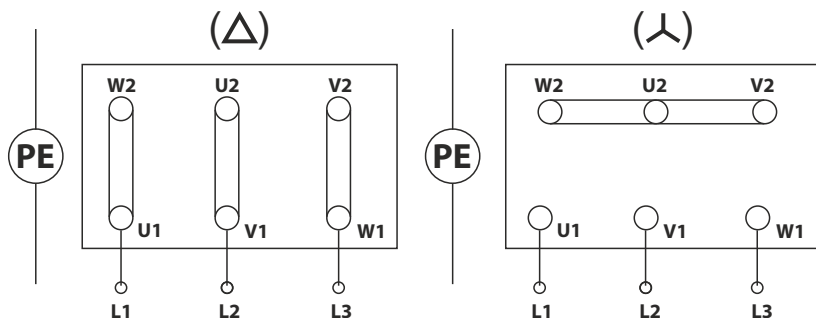 (△) (⅄)
W2 U2 V2 W2 U2 V2
PE PE
U1 V1 W1 U1 V1 W1
L1 L2 L3 L1 L2 L3